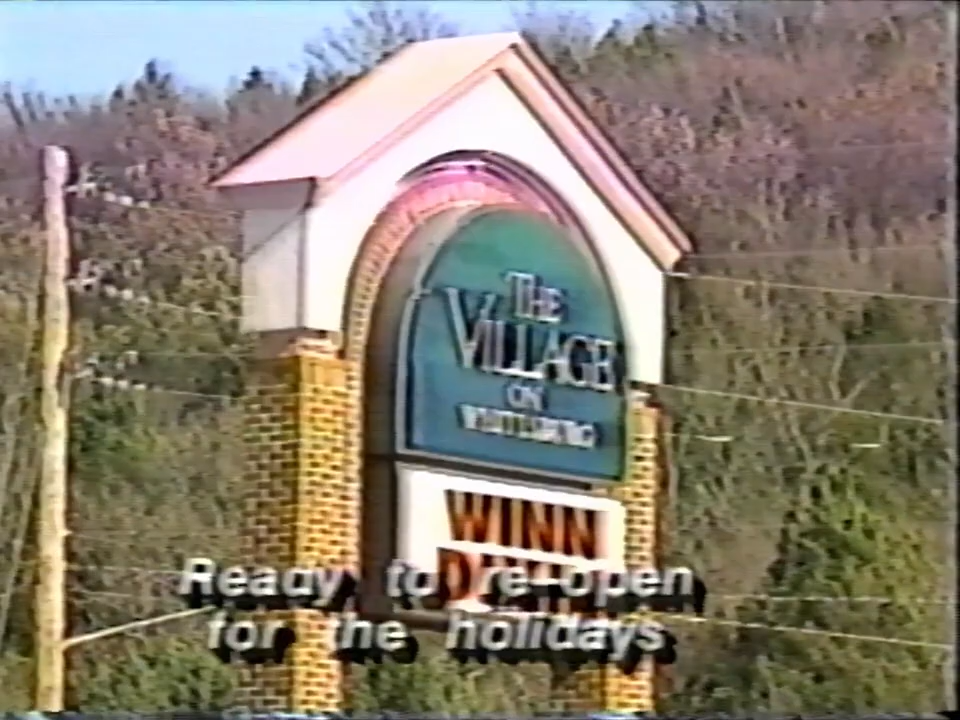 The
Village
on
Whitesburg
Winn
Ready to re-open
for the holidays